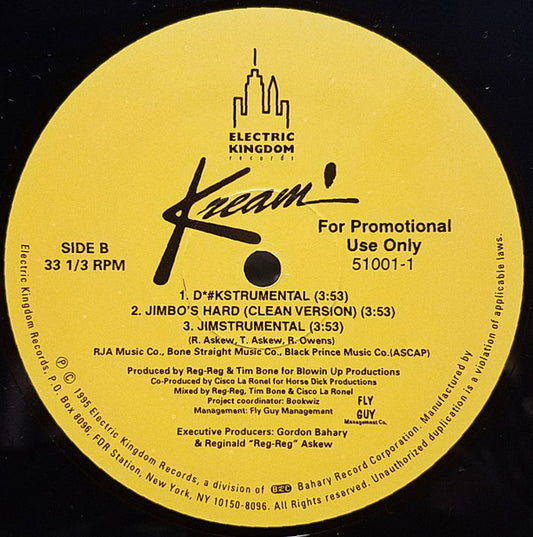 ELECTRIC
KINGDOM
records
Kream'
For Promotional
Use Only
51001-1
SIDE B
33 1/3 RPM
1. D*#KSTRUMENTAL (3:53)
2. JIMBO'S HARD (CLEAN VERSION) (3:53)
3. JIMSTRUMENTAL (3:53)
(R. Askew, T. Askew, R. Owens)
RJA Music Co., Bone Straight Music Co., Black Prince Music Co.(ASCAP)
Produced by Reg-Reg & Tim Bone for Blowin Up Productions
Co-Produced by Cisco La Ronel for Horse Dick Productions
Mixed by Reg-Reg, Tim Bone & Cisco La Ronel
Project coordinator: Bookwiz
Management: Fly Guy Management
FLY
GUY
Management Co.
Executive Producers: Gordon Bahary
& Reginald "Reg-Reg" Askew
Electric Kingdom Records, P.O. Box 8096, FDR Station, New York, NY 10150-8096. All Rights reserved. Unauthorized duplication is a violation of applicable laws.
℗ © 1995 Electric Kingdom Records, a division of BRC Bahary Record Corporation. Manufactured by